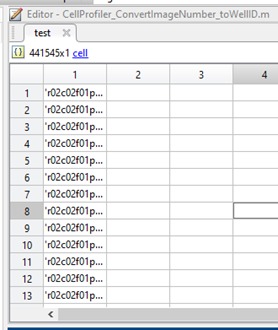 Editor - CellProfiler_ConvertImageNumber_toWellID.m
test
{} 441545x1 cell
1 2 3 4
1 'r02c02f01p...
2 'r02c02f01p...
3 'r02c02f01p...
4 'r02c02f01p...
5 'r02c02f01p...
6 'r02c02f01p...
7 'r02c02f01p...
8 'r02c02f01p...
9 'r02c02f01p...
10 'r02c02f01p...
11 'r02c02f01p...
12 'r02c02f01p...
13 'r02c02f01p...